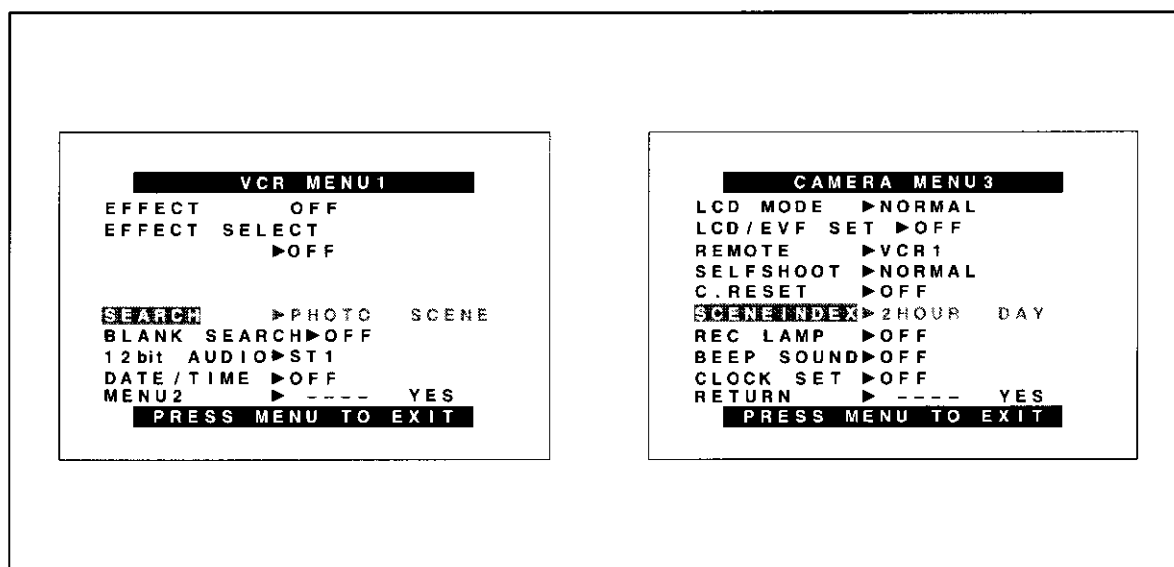 VCR MENU1
EFFECT OFF
EFFECT SELECT
▶OFF
SEARCH ▶PHOTO SCENE
BLANK SEARCH▶OFF
12bit AUDIO▶ST1
DATE/TIME ▶OFF
MENU2 ▶ ---- YES
PRESS MENU TO EXIT
CAMERA MENU3
LCD MODE ▶NORMAL
LCD/EVF SET ▶OFF
REMOTE ▶VCR1
SELFSHOOT ▶NORMAL
C.RESET ▶OFF
SCENEINDEX▶2HOUR DAY
REC LAMP ▶OFF
BEEP SOUND▶OFF
CLOCK SET ▶OFF
RETURN ▶ ---- YES
PRESS MENU TO EXIT